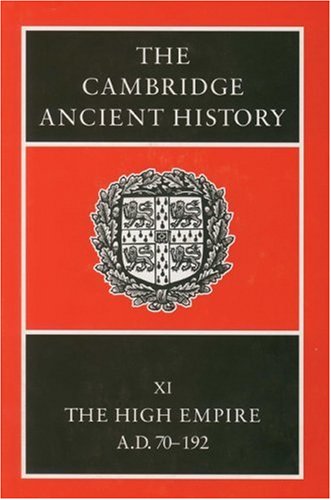 THE
CAMBRIDGE
ANCIENT HISTORY
XI
THE HIGH EMPIRE
A.D. 70–192